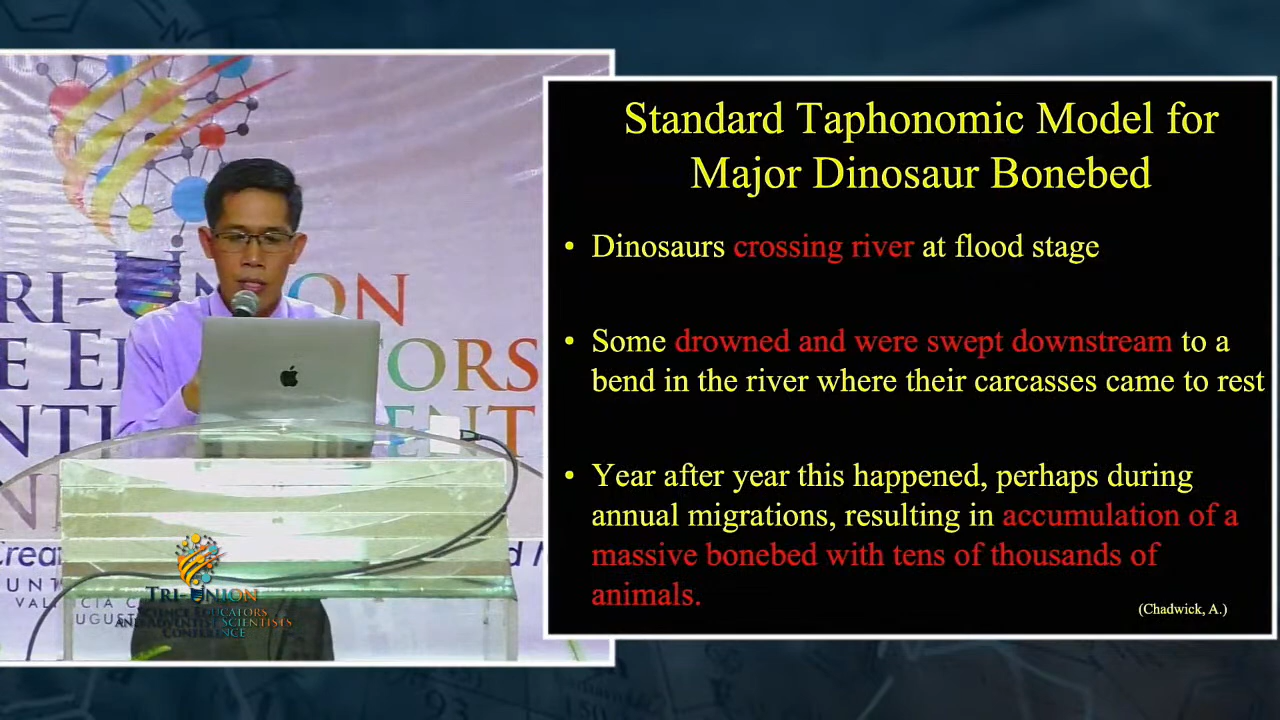 Standard Taphonomic Model for
Major Dinosaur Bonebed
• Dinosaurs crossing river at flood stage
• Some drowned and were swept downstream to a
bend in the river where their carcasses came to rest
• Year after year this happened, perhaps during
annual migrations, resulting in accumulation of a
massive bonebed with tens of thousands of
animals.
(Chadwick, A.)
TRI-UNION
SCIENCE EDUCATORS
AND ADVENTIST SCIENTISTS
CONFERENCE